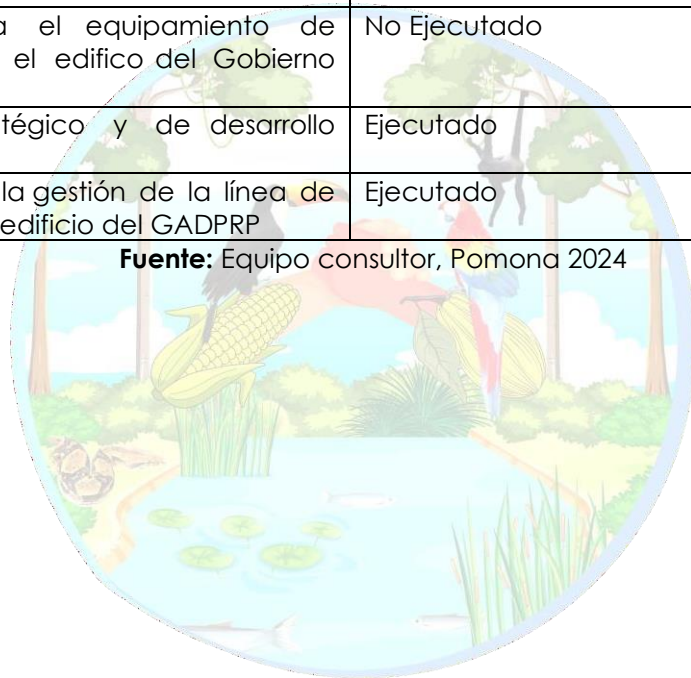 el equipamiento de No Ejecutado
el edifico del Gobierno
y de desarrollo Ejecutado
la gestión de la línea de Ejecutado
edificio del GADPRP
Fuente: Equipo consultor, Pomona 2024